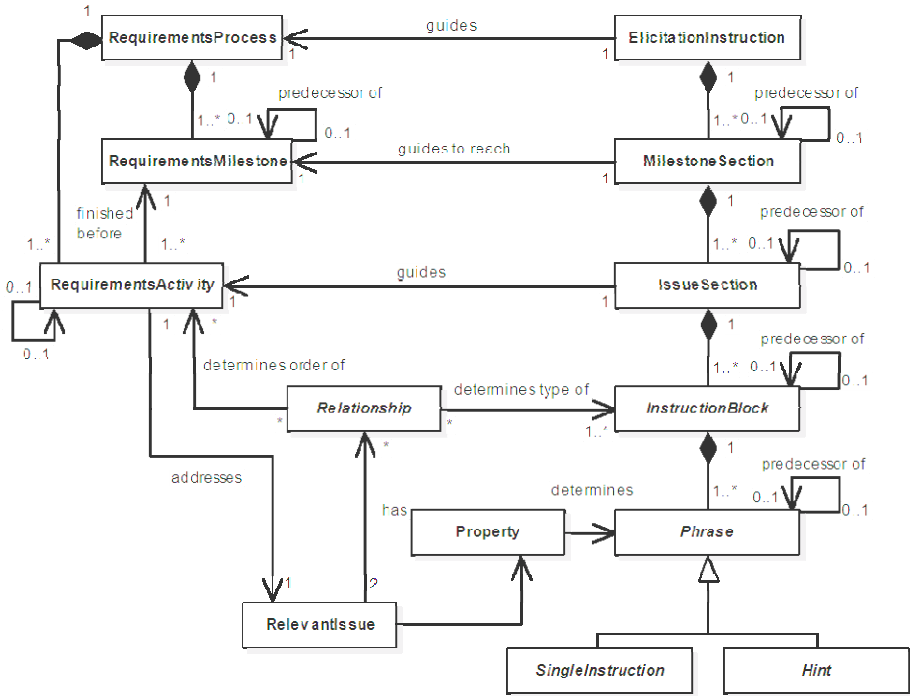 1
RequirementsProcess
guides
1
1
ElicitationInstruction
1
1
predecessor of
1..*
0..1
0..1
predecessor of
1..*
0..1
0..1
RequirementsMilestone
guides to reach
1
1
MilestoneSection
1
finished
before
1..*
1..*
1
predecessor of
1..*
0..1
0..1
0..1
RequirementsActivity
guides
1
1
IssueSection
0..1
1
*
1
predecessor of
1..*
0..1
0..1
determines order of
Relationship
determines type of
InstructionBlock
*
*
1..*
*
1
addresses
predecessor of
1..*
0..1
0..1
has
determines
Property
Phrase
1
2
RelevantIssue
SingleInstruction
Hint